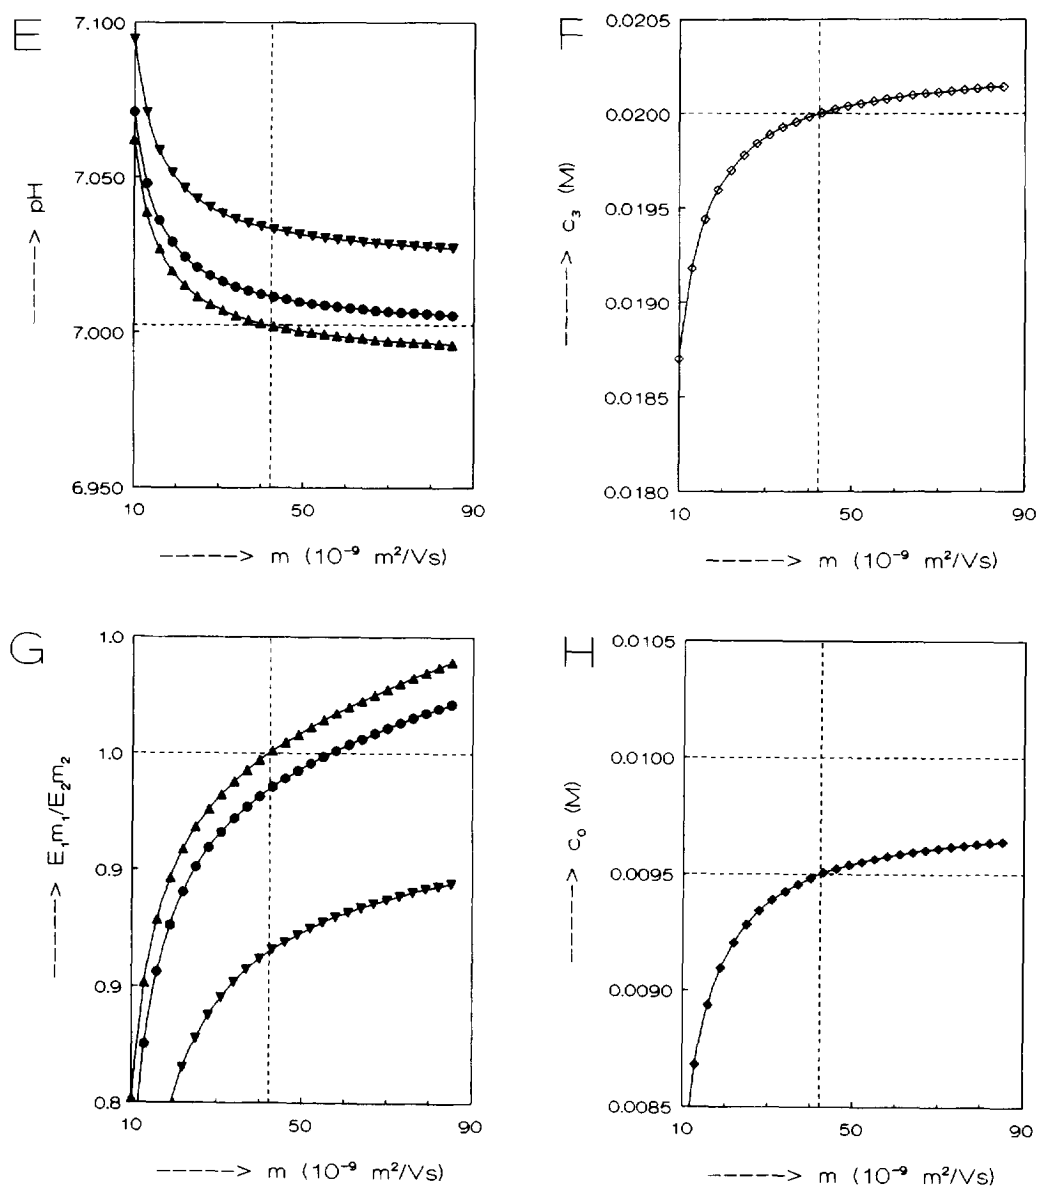 E
7.100
7.050
7.000
6.950
-----> pH
10 50 90
-----> m (10⁻⁹ m²/Vs)
F
0.0205
0.0200
0.0195
0.0190
0.0185
0.0180
-----> c₃ (M)
10 50 90
-----> m (10⁻⁹ m²/Vs)
G
1.0
1.0
0.9
0.9
0.8
-----> E₁m₁/E₂m₂
10 50 90
-----> m (10⁻⁹ m²/Vs)
H
0.0105
0.0100
0.0095
0.0090
0.0085
-----> c₀ (M)
10 50 90
-----> m (10⁻⁹ m²/Vs)